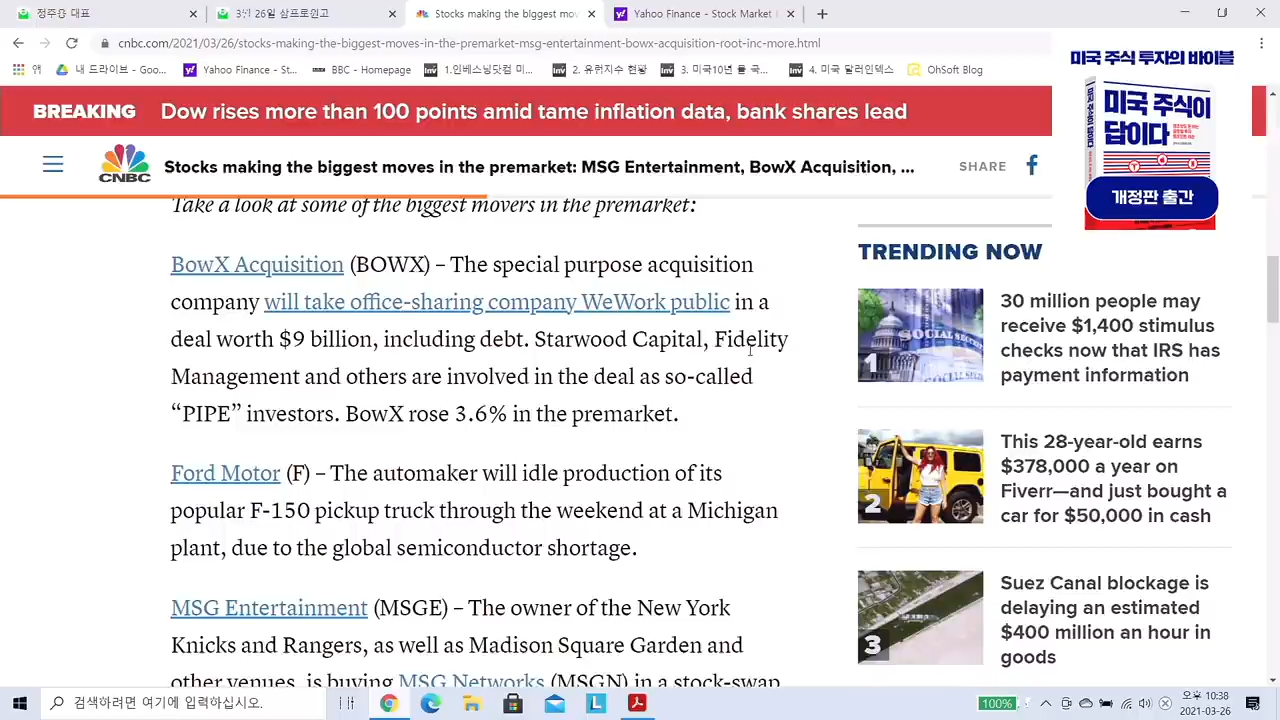 정주용 대표
3월 26일 삼프로원고
Stocks making the biggest mov
Yahoo Finance - Stock Market
cnbc.com/2021/03/26/stocks-making-the-biggest-moves-in-the-premarket-msg-entertainment-bowx-acquisition-root-inc-more.html
앱
내 드라이브 - Goo...
Yahoo Finance - St...
BBC - Homepage
1.인베스팅닷컴 미...
2. 유튀지수 현황
3. 미국10년 률 국...
4. 미국 달러인덱스
OhSoft Blog
미국 주식 투자의 바이블
미국 주식이
답이다
개정판 출간
BREAKING Dow rises more than 100 points amid tame inflation data, bank shares lead
CNBC
Stocks making the biggest moves in the premarket: MSG Entertainment, BowX Acquisition, ...
SHARE
Take a look at some of the biggest movers in the premarket:
BowX Acquisition (BOWX) – The special purpose acquisition
company will take office-sharing company WeWork public in a
deal worth $9 billion, including debt. Starwood Capital, Fidelity
Management and others are involved in the deal as so-called
“PIPE” investors. BowX rose 3.6% in the premarket.
Ford Motor (F) – The automaker will idle production of its
popular F-150 pickup truck through the weekend at a Michigan
plant, due to the global semiconductor shortage.
MSG Entertainment (MSGE) – The owner of the New York
Knicks and Rangers, as well as Madison Square Garden and
other venues, is buying MSG Networks (MSGN) in a stock-swap
TRENDING NOW
1
30 million people may
receive $1,400 stimulus
checks now that IRS has
payment information
2
This 28-year-old earns
$378,000 a year on
Fiverr—and just bought a
car for $50,000 in cash
3
Suez Canal blockage is
delaying an estimated
$400 million an hour in
goods
검색하려면 여기에 입력하십시오.
100%
오후 10:38
2021-03-26